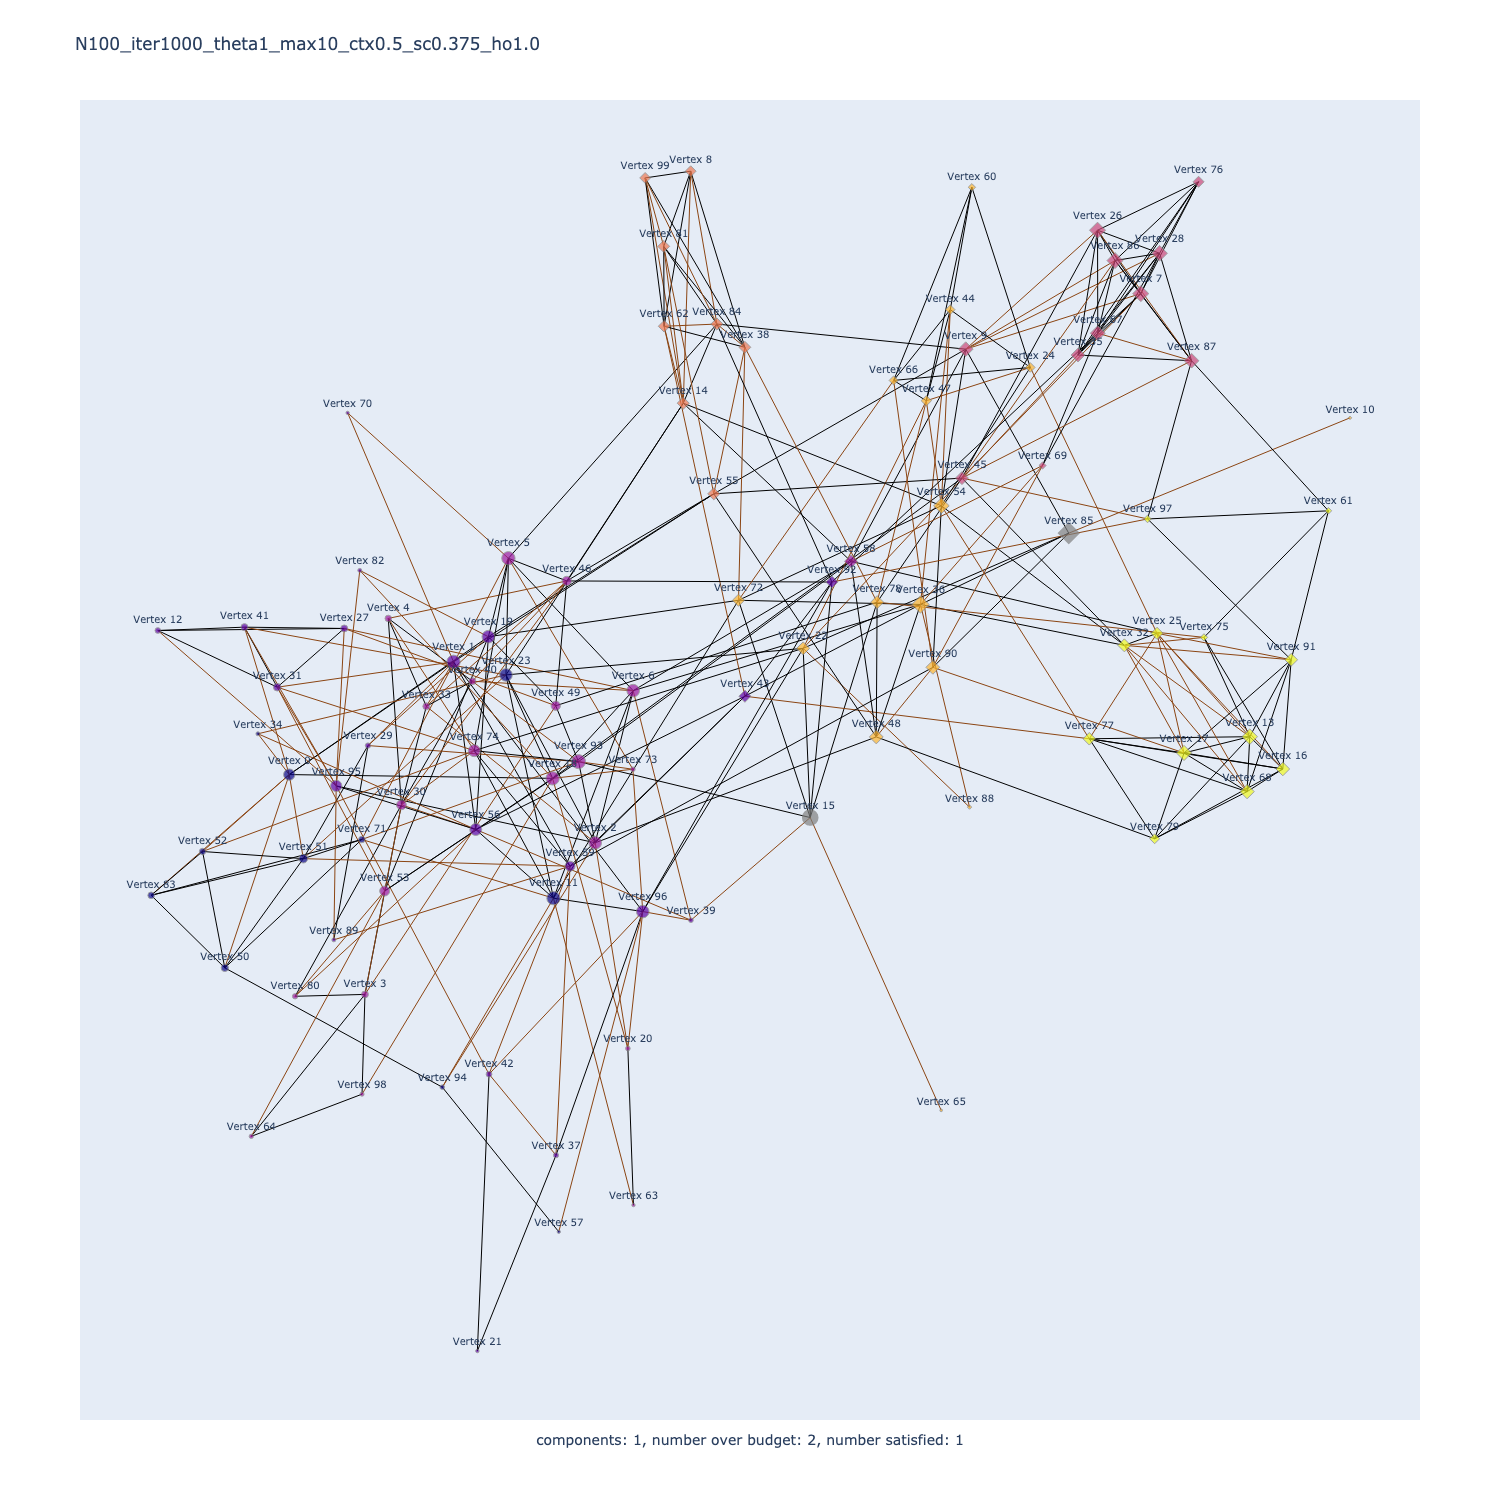 N100_iter1000_theta1_max10_ctx0.5_sc0.375_ho1.0
Vertex 8
Vertex 99
Vertex 76
Vertex 60
Vertex 26
Vertex 81
Vertex 28
Vertex 86
Vertex 7
Vertex 44
Vertex 62
Vertex 84
Vertex 38
Vertex 9
Vertex 67
Vertex 35
Vertex 87
Vertex 24
Vertex 66
Vertex 47
Vertex 14
Vertex 70
Vertex 10
Vertex 69
Vertex 45
Vertex 55
Vertex 54
Vertex 61
Vertex 97
Vertex 85
Vertex 5
Vertex 58
Vertex 82
Vertex 46
Vertex 92
Vertex 72
Vertex 78
Vertex 36
Vertex 4
Vertex 12
Vertex 41
Vertex 27
Vertex 25
Vertex 32
Vertex 75
Vertex 1
Vertex 22
Vertex 91
Vertex 23
Vertex 90
Vertex 40
Vertex 31
Vertex 6
Vertex 43
Vertex 33
Vertex 49
Vertex 34
Vertex 29
Vertex 74
Vertex 48
Vertex 77
Vertex 13
Vertex 17
Vertex 93
Vertex 73
Vertex 16
Vertex 0
Vertex 95
Vertex 68
Vertex 30
Vertex 88
Vertex 15
Vertex 56
Vertex 71
Vertex 2
Vertex 79
Vertex 52
Vertex 51
Vertex 59
Vertex 53
Vertex 11
Vertex 83
Vertex 96
Vertex 39
Vertex 89
Vertex 50
Vertex 80
Vertex 3
Vertex 20
Vertex 42
Vertex 94
Vertex 98
Vertex 65
Vertex 64
Vertex 37
Vertex 63
Vertex 57
Vertex 21
components: 1, number over budget: 2, number satisfied: 1